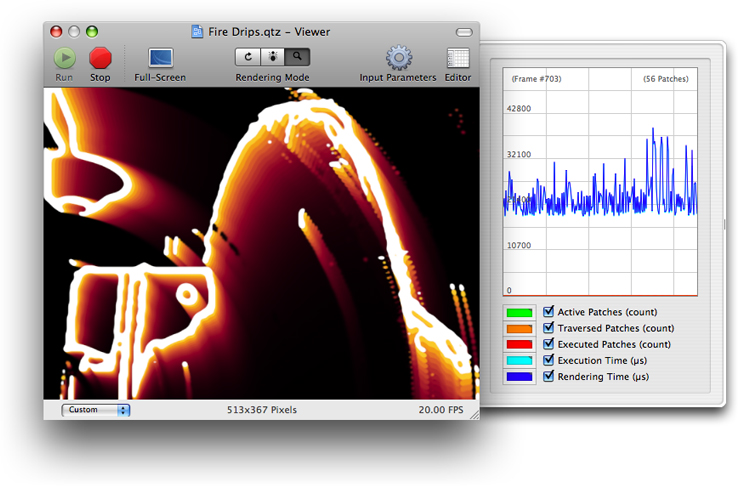 Fire Drips.qtz – Viewer
Run Stop Full-Screen Rendering Mode Input Parameters Editor
(Frame #703) (56 Patches)
42800
32100
10700
0
Active Patches (count)
Traversed Patches (count)
Executed Patches (count)
Execution Time (µs)
Rendering Time (µs)
Custom 513x367 Pixels 20.00 FPS